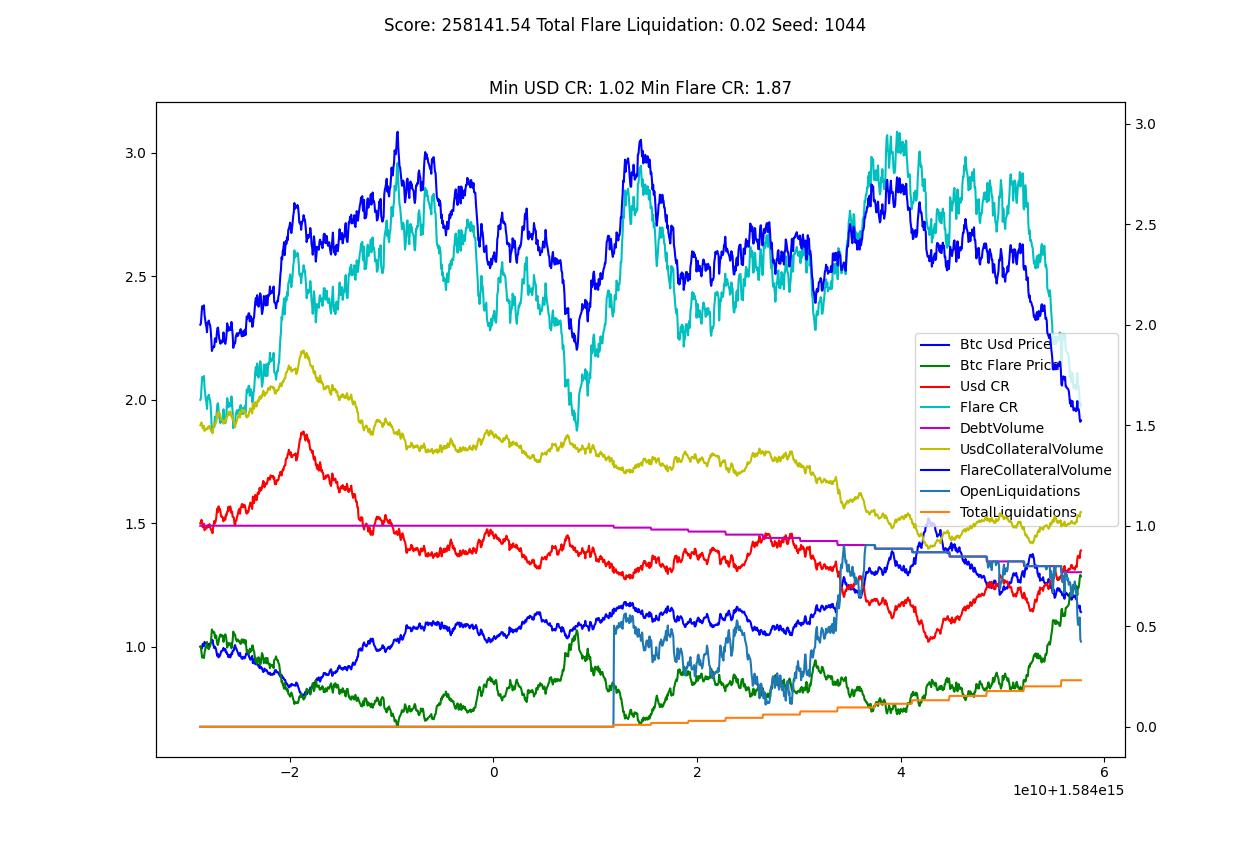 Score: 258141.54 Total Flare Liquidation: 0.02 Seed: 1044
Min USD CR: 1.02 Min Flare CR: 1.87
3.0
2.5
2.0
1.5
1.0
3.0
2.5
2.0
1.5
1.0
0.5
0.0
Btc Usd Price
Btc Flare Price
Usd CR
Flare CR
DebtVolume
UsdCollateralVolume
FlareCollateralVolume
OpenLiquidations
TotalLiquidations
−2 0 2 4 6
1e10+1.584e15